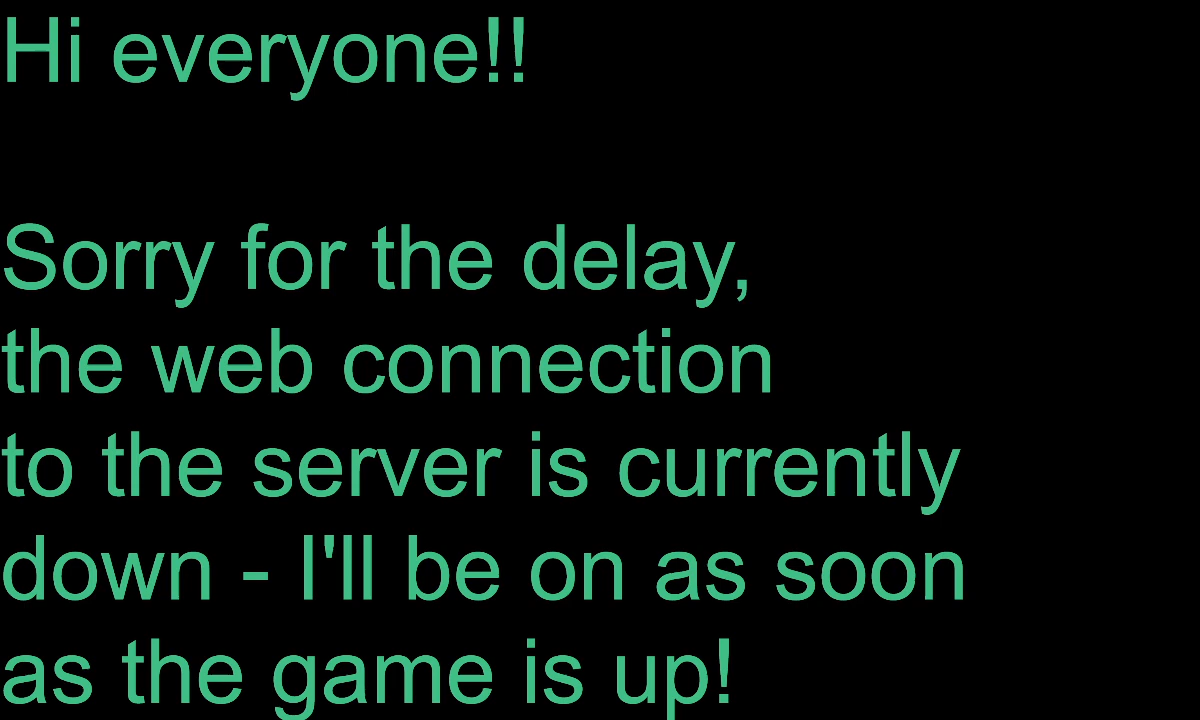 Hi everyone!!
Sorry for the delay,
the web connection
to the server is currently
down - I'll be on as soon
as the game is up!